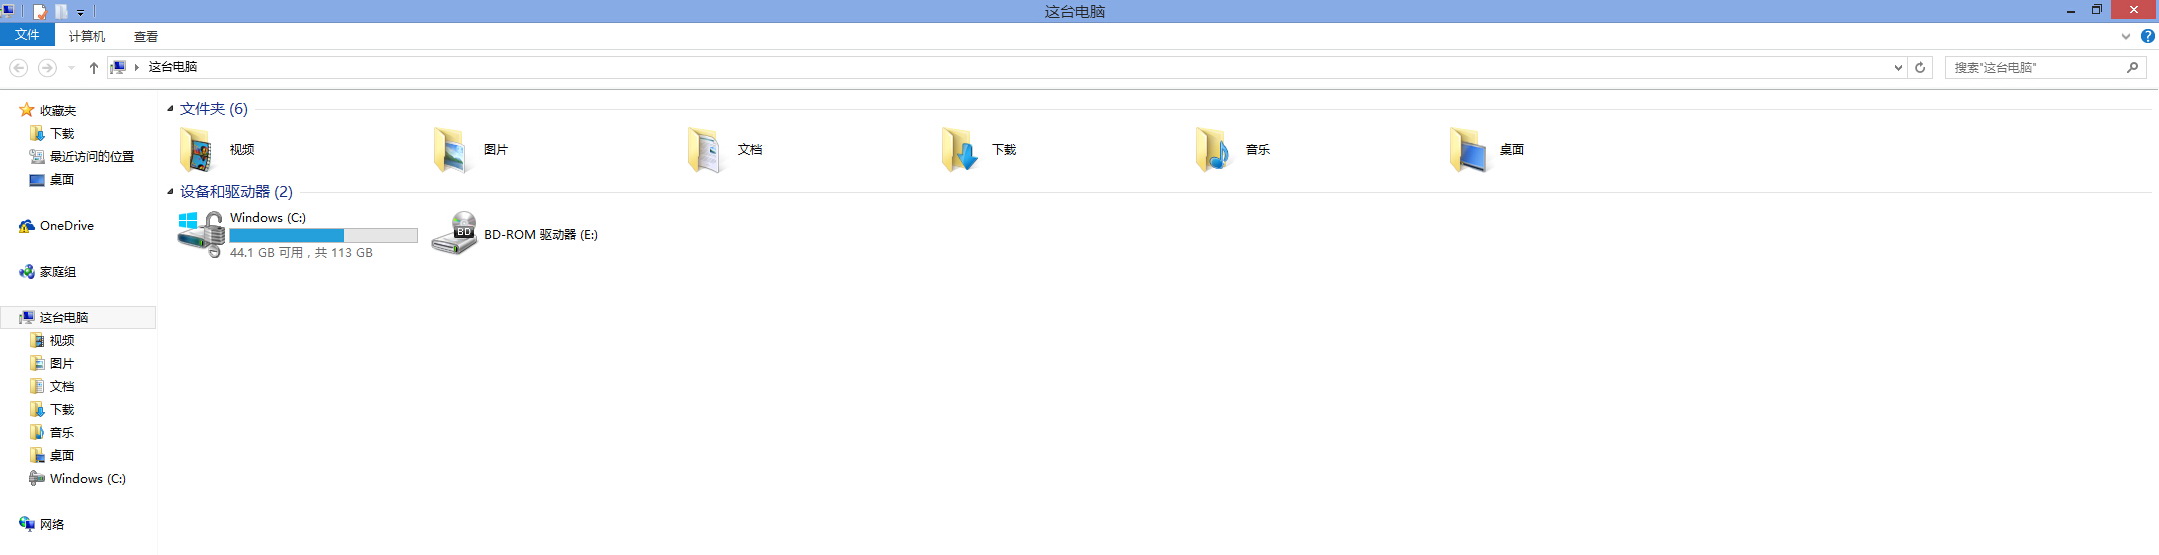 这台电脑
文件 计算机 查看
这台电脑
搜索"这台电脑"
收藏夹
下载
最近访问的位置
桌面
OneDrive
家庭组
这台电脑
视频
图片
文档
下载
音乐
桌面
Windows (C:)
网络
文件夹 (6)
视频 图片 文档 下载 音乐 桌面
设备和驱动器 (2)
Windows (C:)
44.1 GB 可用，共 113 GB
BD
BD-ROM 驱动器 (E:)